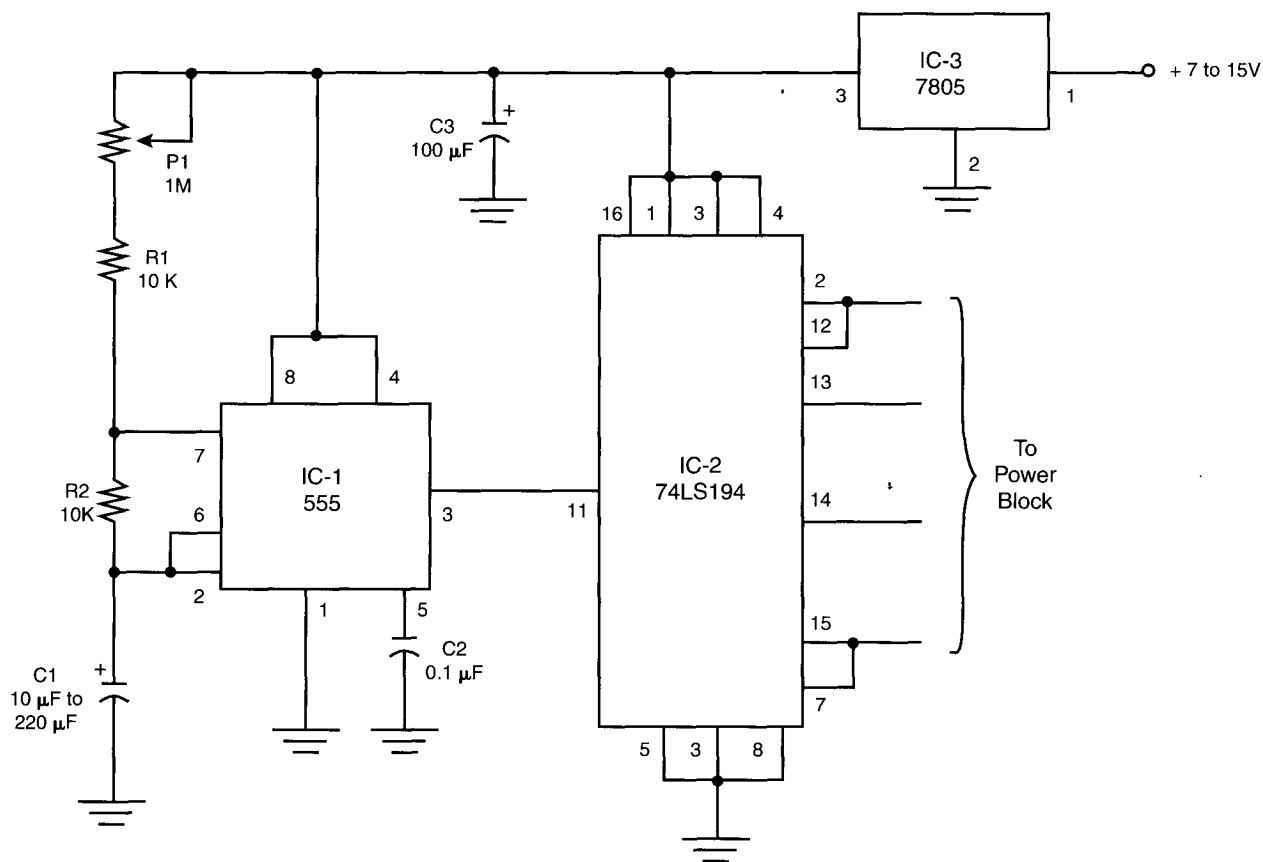 IC-3
7805
3
1
2
+ 7 to 15V
P1
1M
R1
10 K
C3
100 µF
+
16
1
3
4
8
4
7
6
2
IC-1
555
3
1
5
R2
10K
+
C1
10 µF to
220 µF
C2
0.1 µF
11
IC-2
74LS194
2
12
13
14
15
7
5
3
8
To
Power
Block